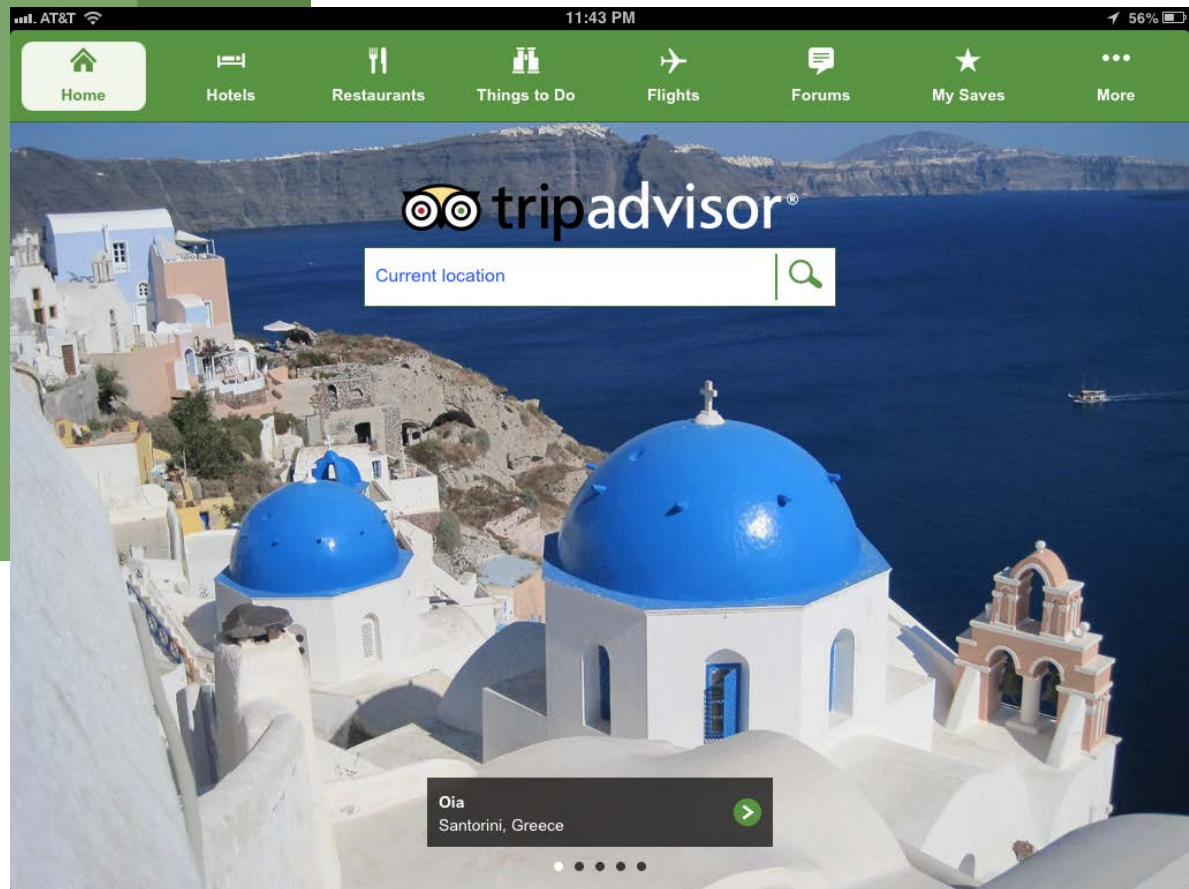 AT&T 11:43 PM 56%
Home Hotels Restaurants Things to Do Flights Forums My Saves More
tripadvisor®
Current location
Oia
Santorini, Greece